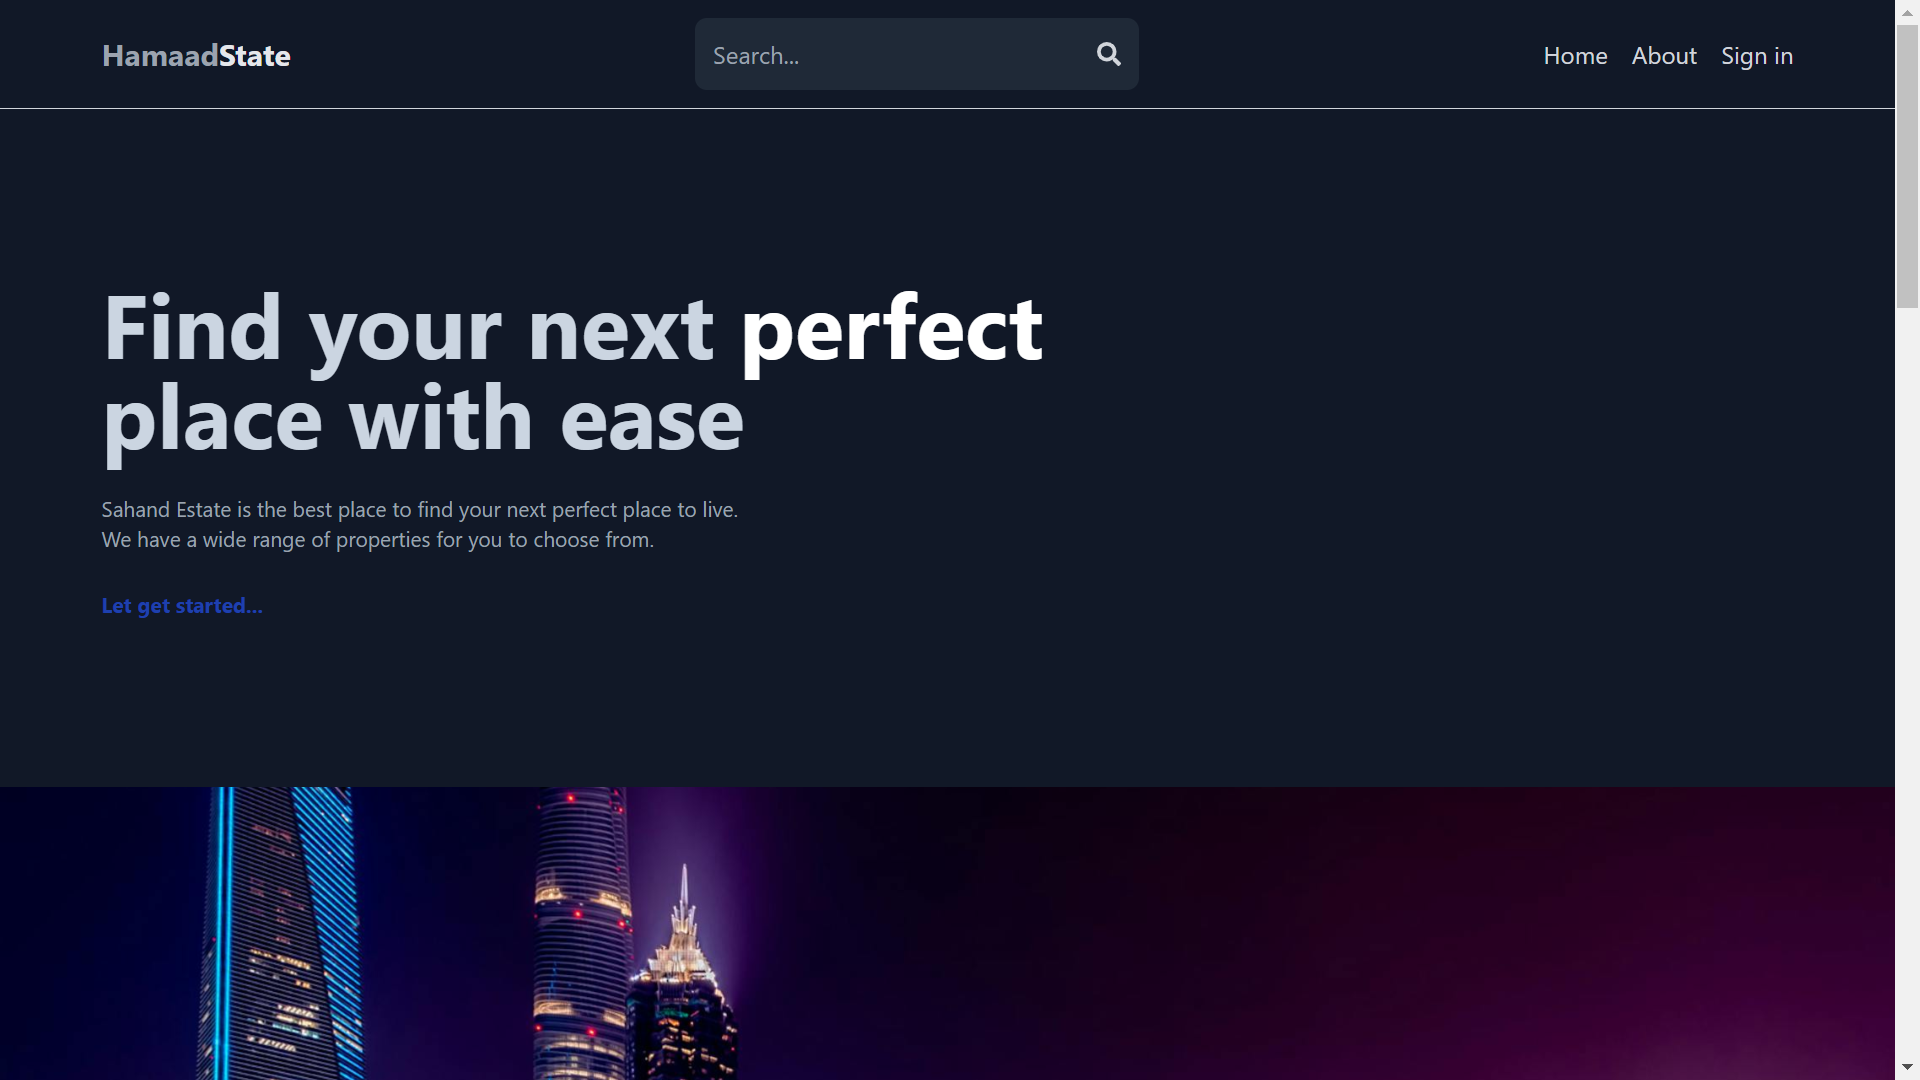 HamaadState
Search...
Home About Sign in
Find your next perfect
place with ease
Sahand Estate is the best place to find your next perfect place to live.
We have a wide range of properties for you to choose from.
Let get started...